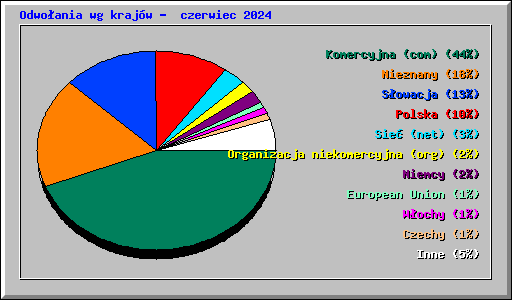 Odwołania wg krajów - czerwiec 2024
Komercyjna (com) (44%)
Nieznany (18%)
Słowacja (13%)
Polska (10%)
Sieć (net) (3%)
Organizacja niekomercyjna (org) (2%)
Niemcy (2%)
European Union (1%)
Włochy (1%)
Czechy (1%)
Inne (5%)